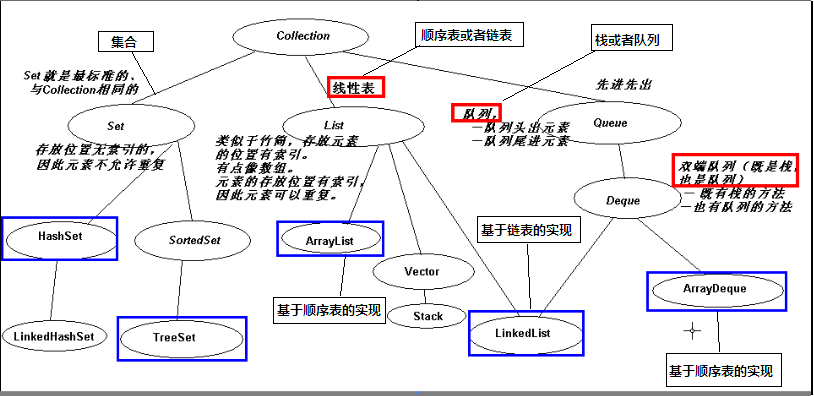 Collection
集合
顺序表或者链表
栈或者队列
Set 就是最标准的、
与Collection相同的
线性表
先进先出
Set
List
队列，
－队列头出元素
－队列尾进元素
Queue
存放位置无索引的，
因此元素不允许重复
类似于竹筒，存放元素
的位置有索引。
有点像数组。
元素的存放位置有索引，
因此元素可以重复。
双端队列（既是栈，
也是队列）
－ 既有栈的方法
－也有队列的方法
Deque
HashSet
SortedSet
ArrayList
基于链表的实现
Vector
ArrayDeque
基于顺序表的实现
Stack
LinkedHashSet
TreeSet
LinkedList
基于顺序表的实现